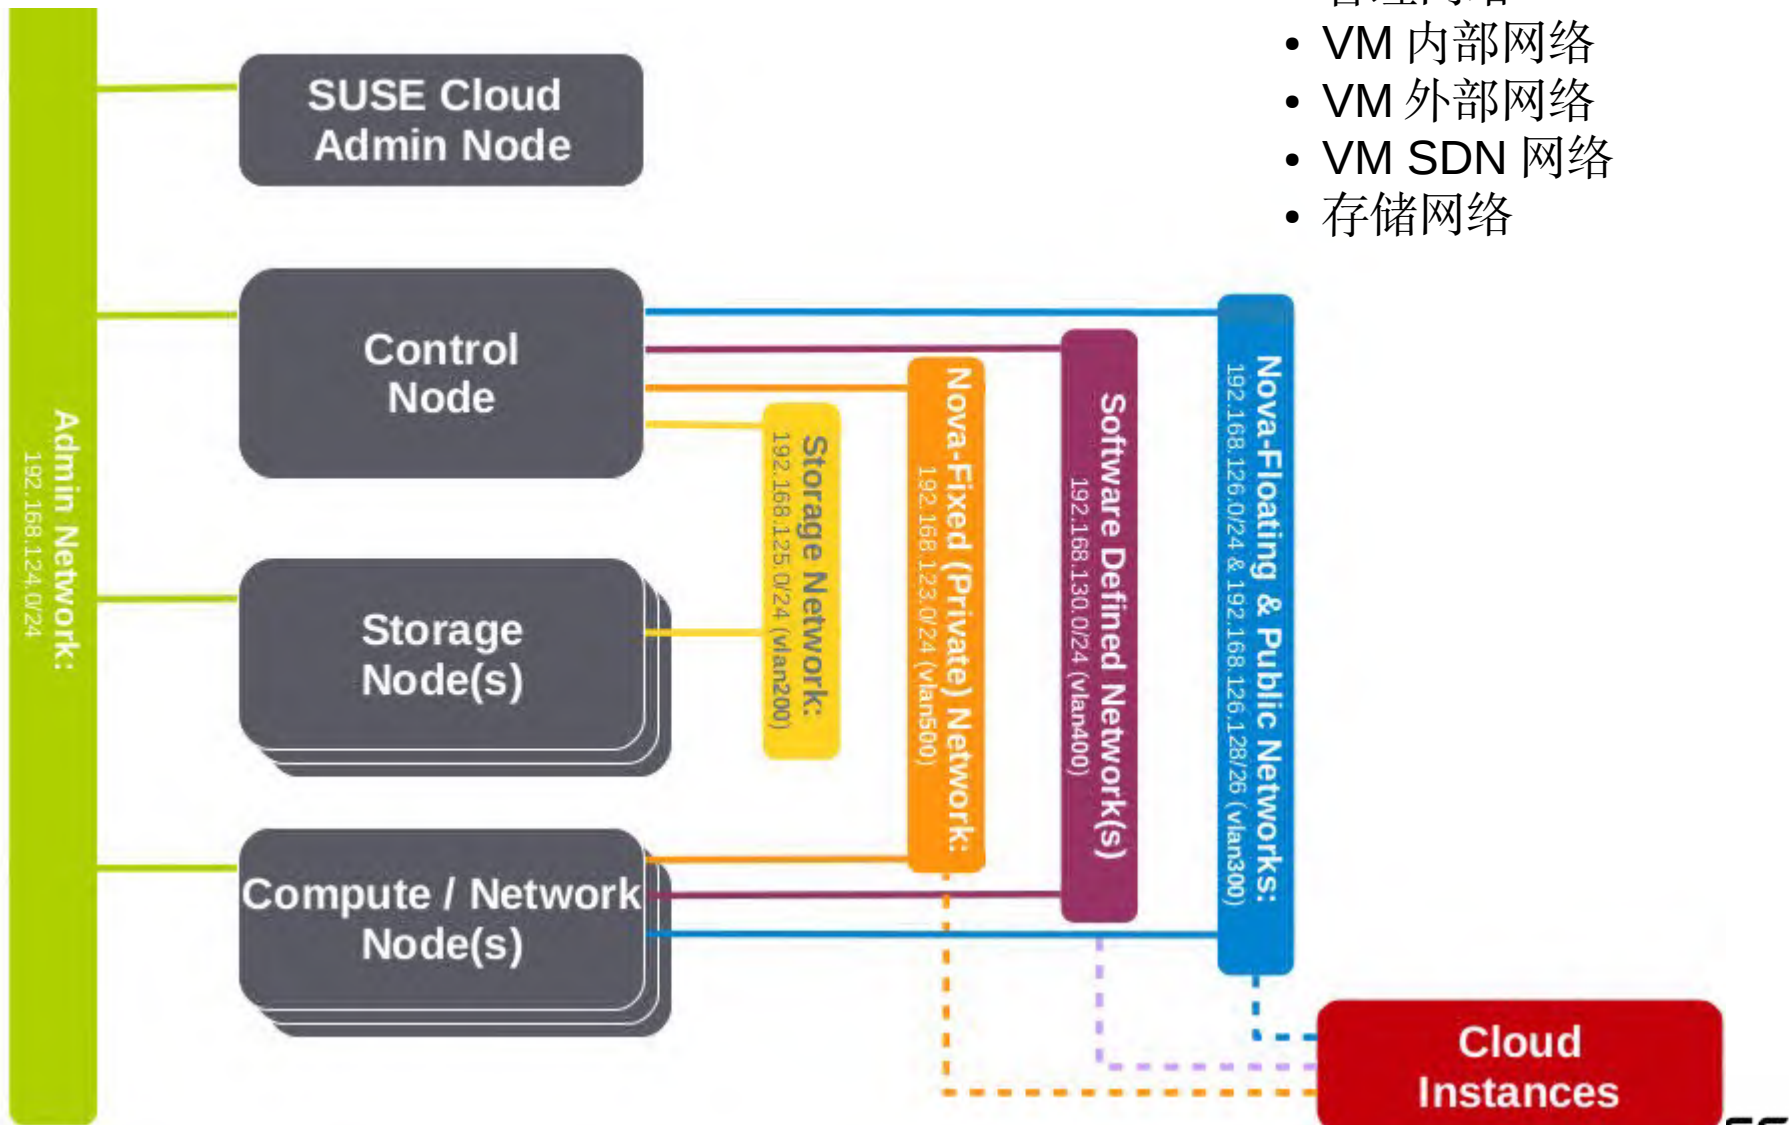 • VM 内部网络
• VM 外部网络
• VM SDN 网络
• 存储网络
SUSE Cloud
Admin Node
Control
Node
Storage
Node(s)
Compute / Network
Node(s)
Admin Network:
192.168.124.0/24
Storage Network:
192.168.125.0/24 (vlan200)
Nova-Fixed (Private) Network:
192.168.123.0/24 (vlan500)
Software Defined Network(s)
192.168.130.0/24 (vlan400)
Nova-Floating & Public Networks:
192.168.126.0/24 & 192.168.126.128/26 (vlan300)
Cloud
Instances